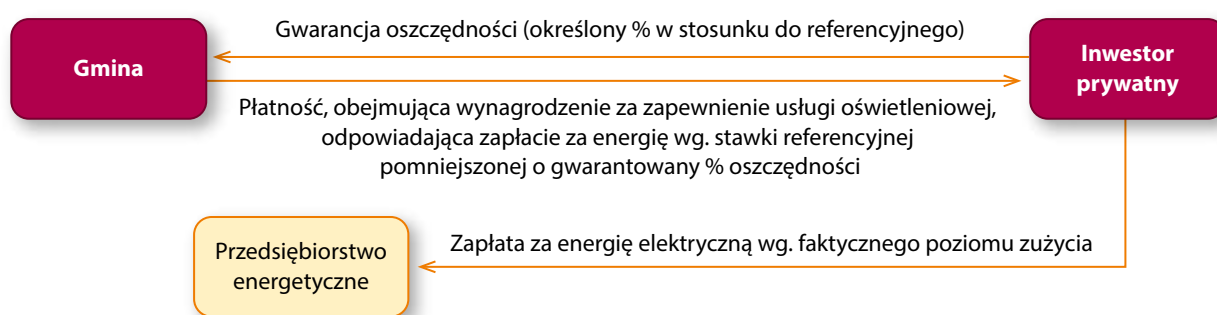 Gwarancja oszczędności (określony % w stosunku do referencyjnego)
Gmina
Inwestor
prywatny
Płatność, obejmująca wynagrodzenie za zapewnienie usługi oświetleniowej,
odpowiadająca zapłacie za energię wg. stawki referencyjnej
pomniejszonej o gwarantowany % oszczędności
Przedsiębiorstwo
energetyczne
Zapłata za energię elektryczną wg. faktycznego poziomu zużycia